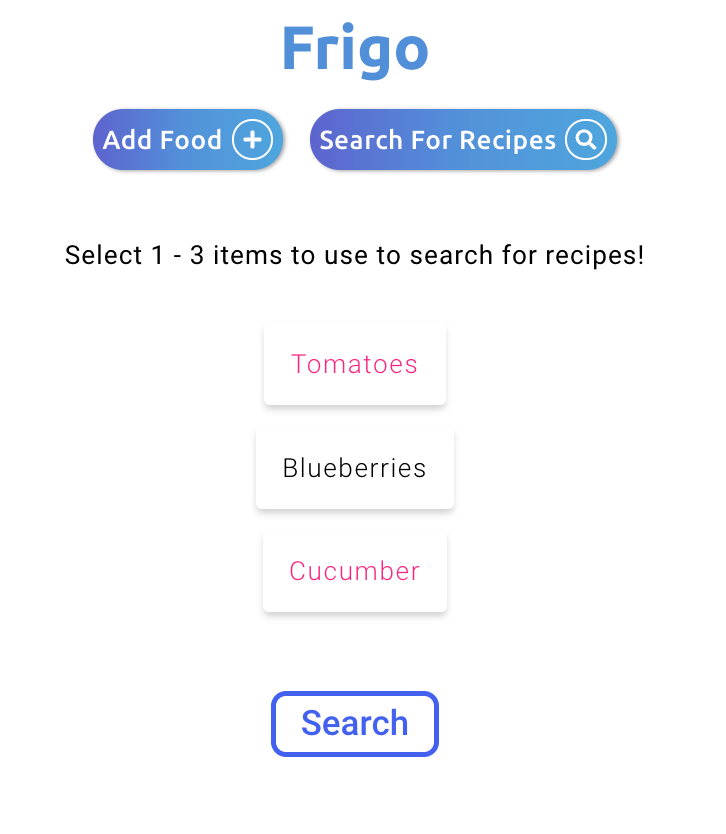 Frigo
Add Food
Search For Recipes
Select 1 - 3 items to use to search for recipes!
Tomatoes
Blueberries
Cucumber
Search